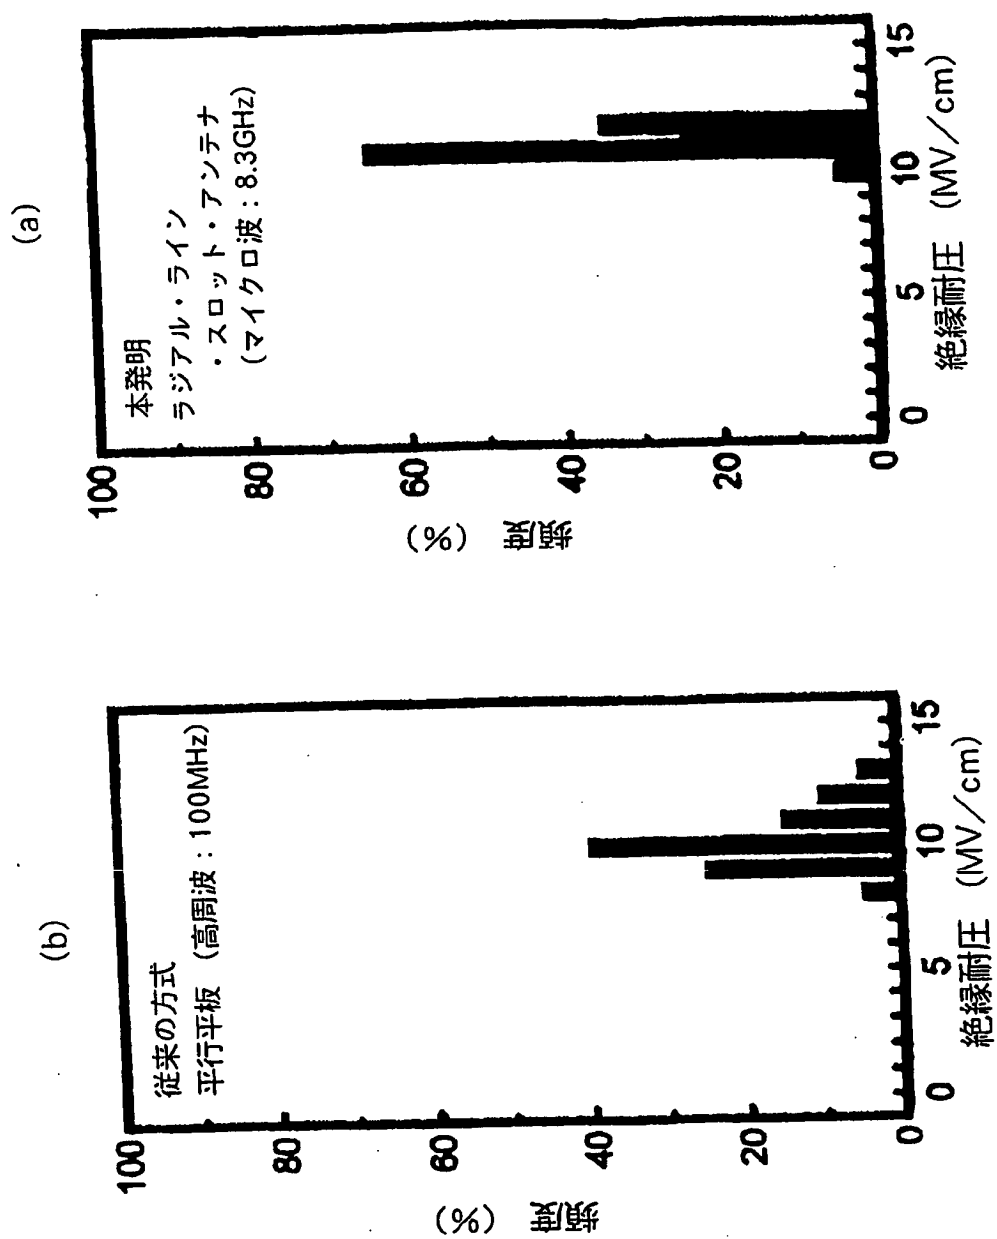 (a)
本発明
ラジアル・ライン
・スロット・アンテナ
(マイクロ波：8.3GHz)
頻度 (%)
100
80
60
40
20
0
0 5 10 15
絶縁耐圧 (MV／cm)
(b)
従来の方式
平行平板 (高周波：100MHz)
頻度 (%)
100
80
60
40
20
0
0 5 10 15
絶縁耐圧 (MV／cm)